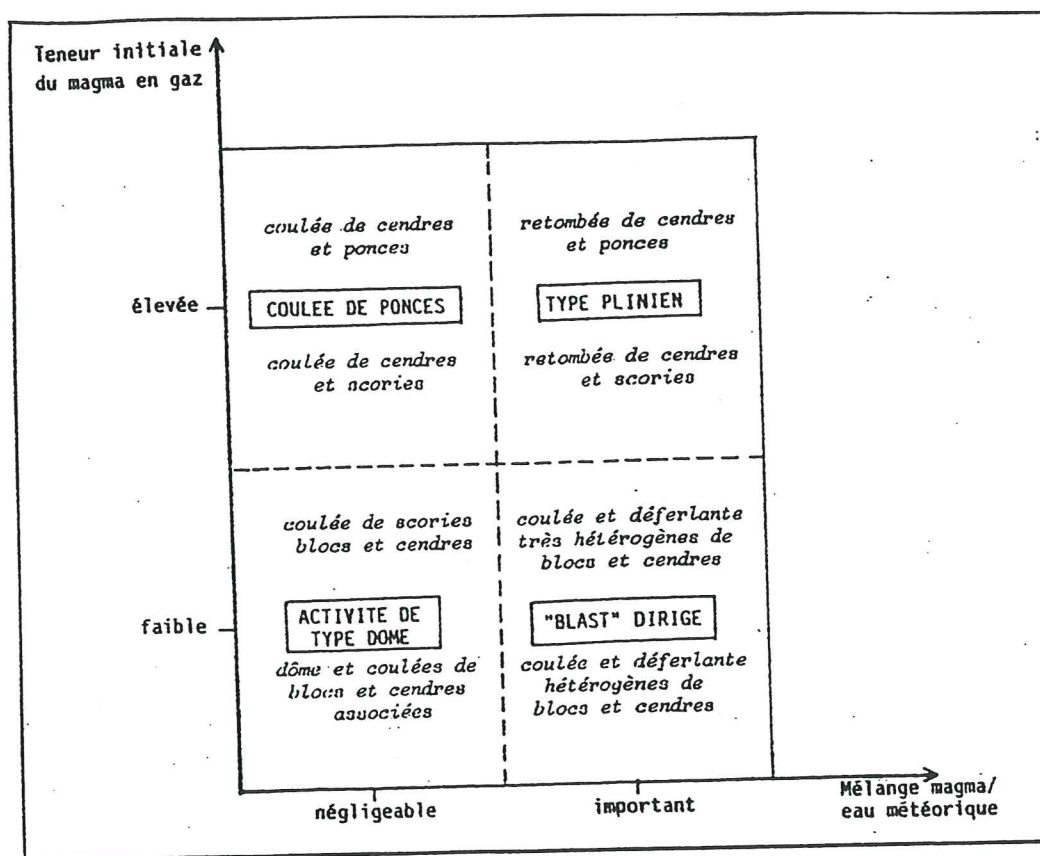 Teneur initiale
du magma en gaz
coulée de cendres
et ponces
retombée de cendres
et ponces
élevée
COULEE DE PONCES
TYPE PLINIEN
coulée de cendres
et scories
retombée de cendres
et scories
coulée de scories
blocs et cendres
coulée et déferlante
très hétérogènes de
blocs et cendres
faible
ACTIVITE DE
TYPE DOME
"BLAST" DIRIGE
dôme et coulées de
blocs et cendres
associées
coulée et déferlante
hétérogènes de
blocs et cendres
négligeable
important
Mélange magma/
eau météorique